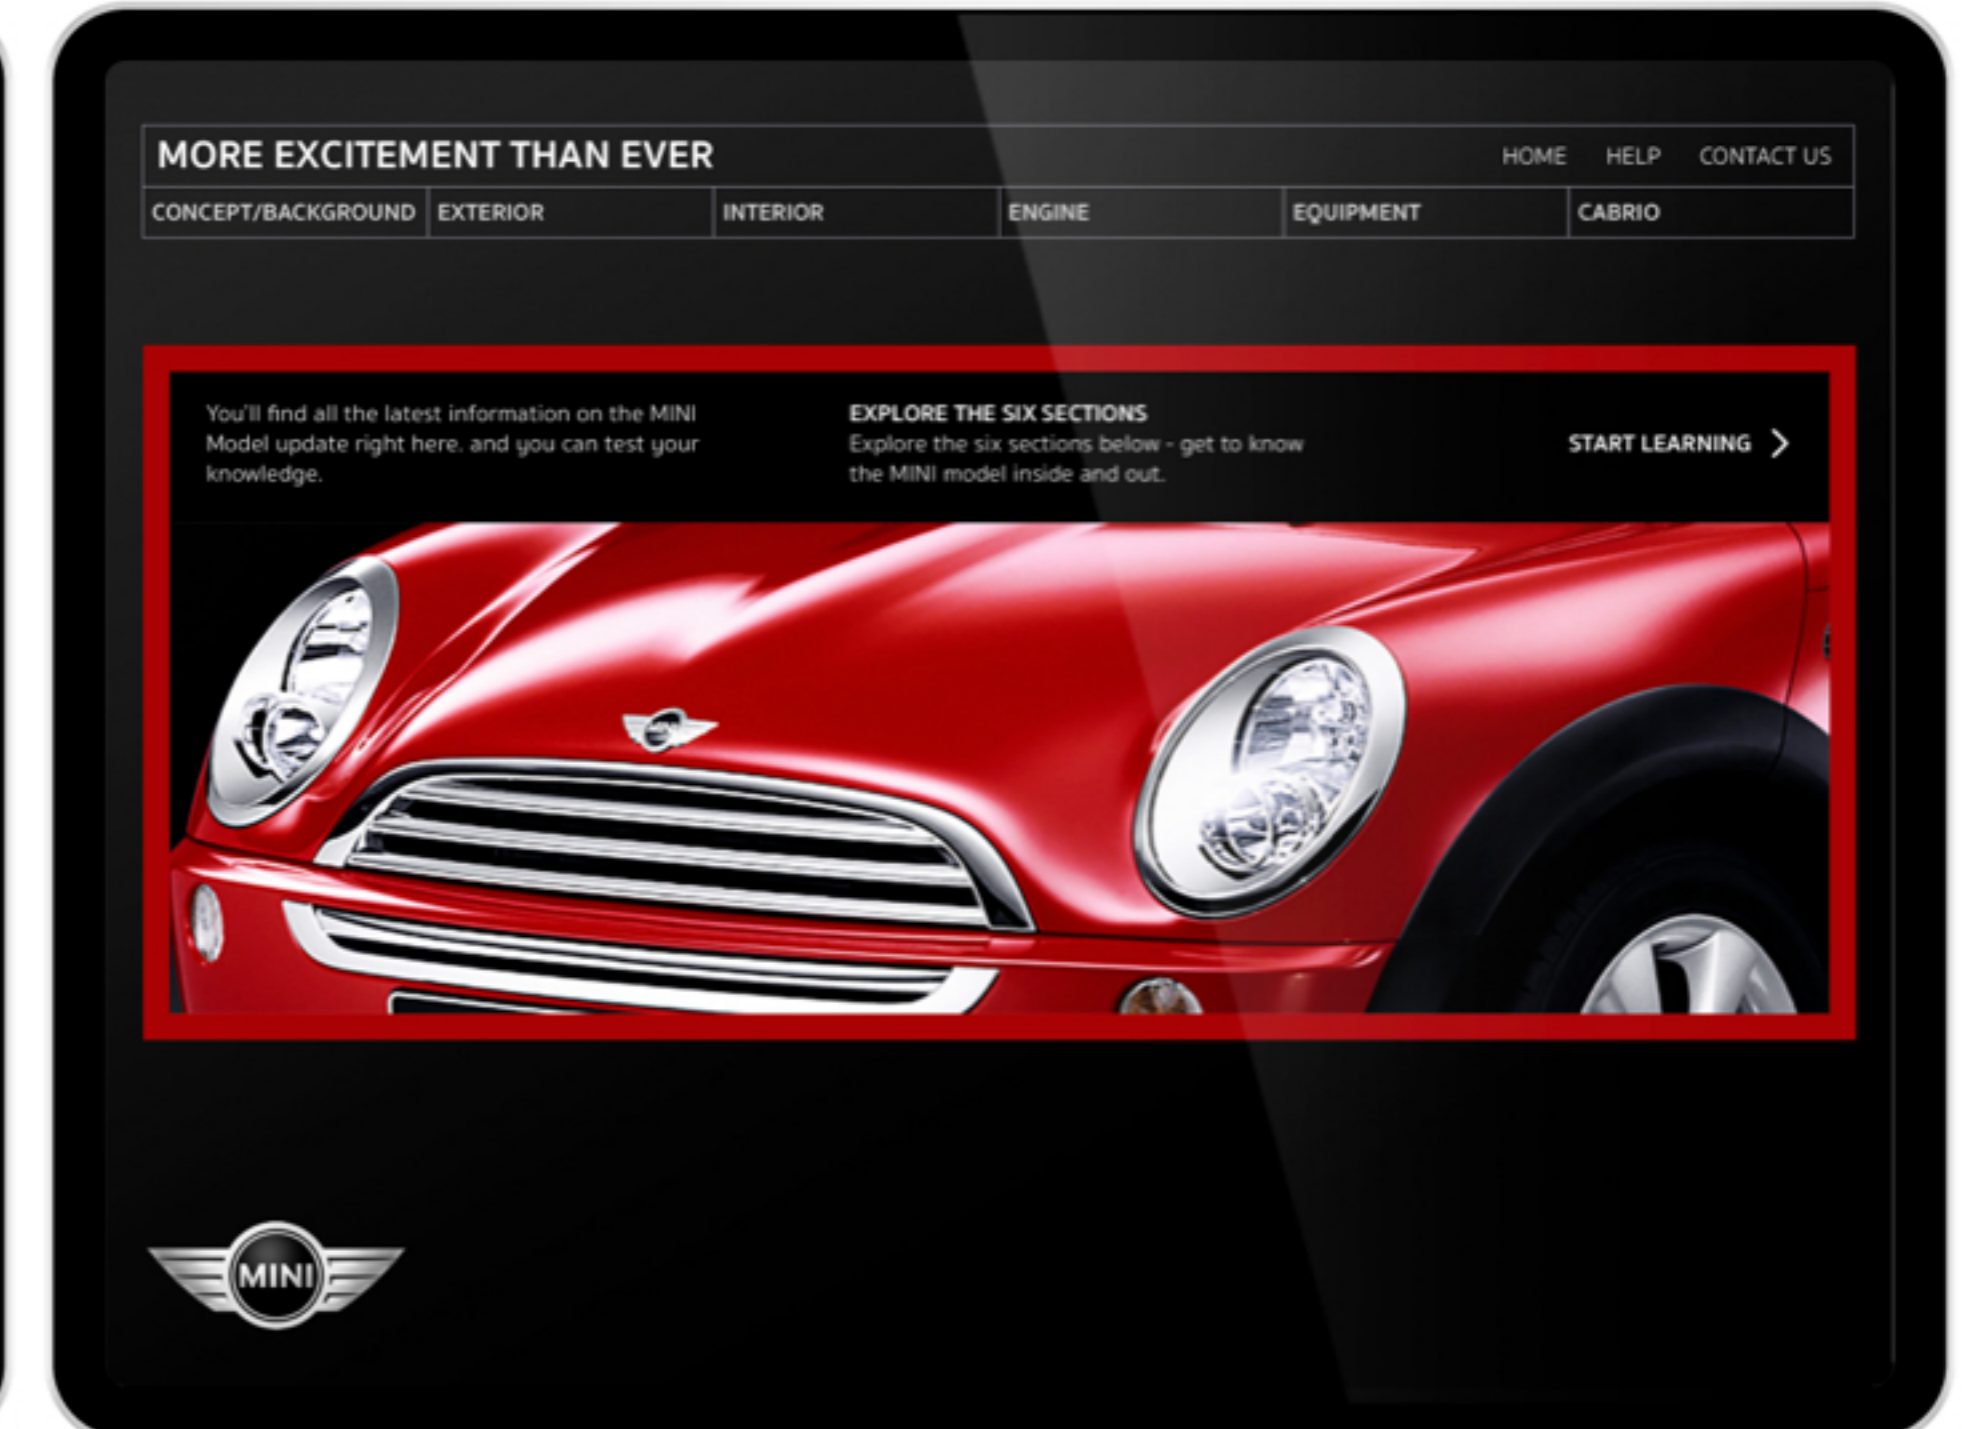 MORE EXCITEMENT THAN EVER
HOME HELP CONTACT US
CONCEPT/BACKGROUND EXTERIOR INTERIOR ENGINE EQUIPMENT CABRIO
You'll find all the latest information on the MINI
Model update right here. and you can test your
knowledge.
EXPLORE THE SIX SECTIONS
Explore the six sections below - get to know
the MINI model inside and out.
START LEARNING
MINI
MINI